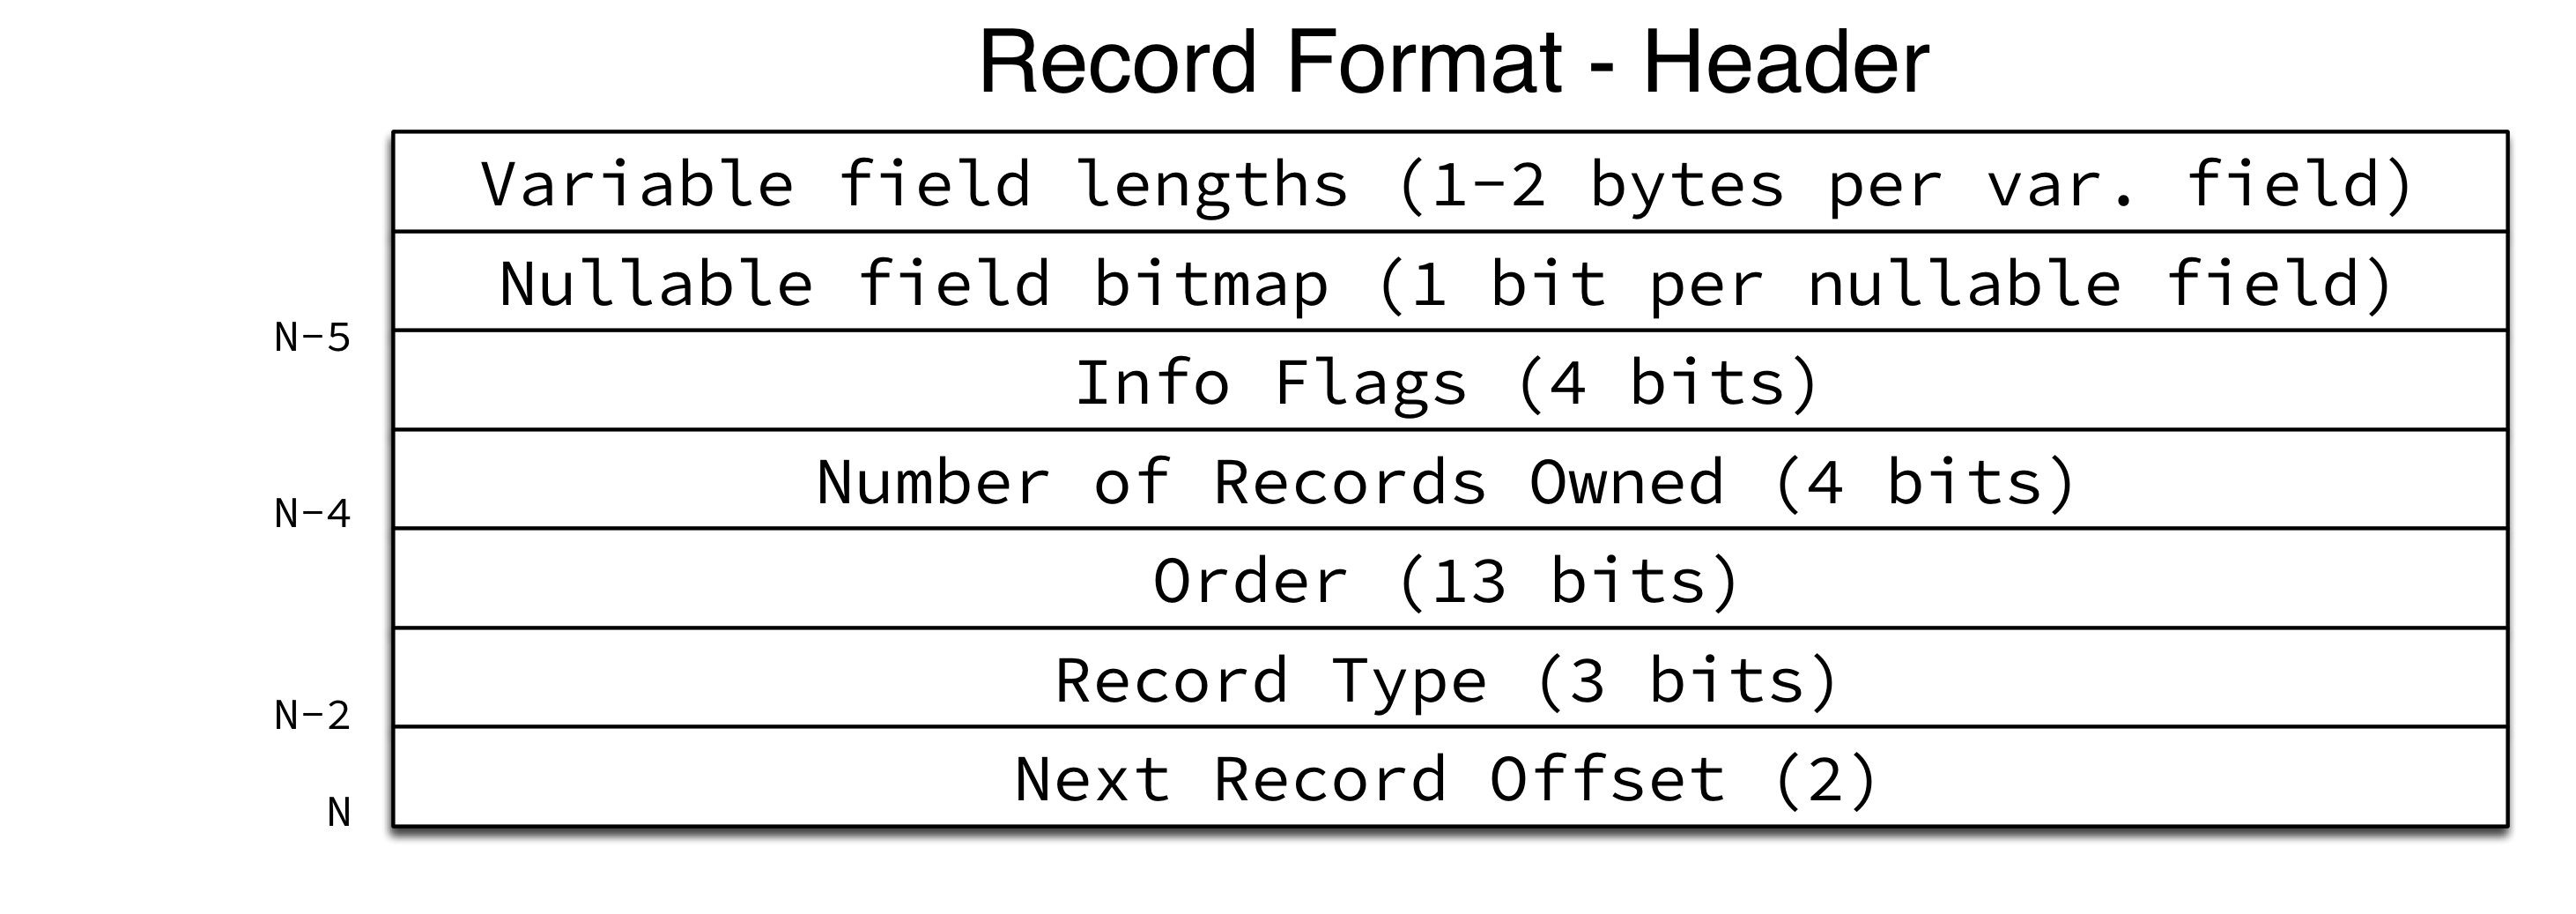 Record Format - Header
Variable field lengths (1-2 bytes per var. field)
Nullable field bitmap (1 bit per nullable field)
N-5
Info Flags (4 bits)
Number of Records Owned (4 bits)
N-4
Order (13 bits)
Record Type (3 bits)
N-2
Next Record Offset (2)
N